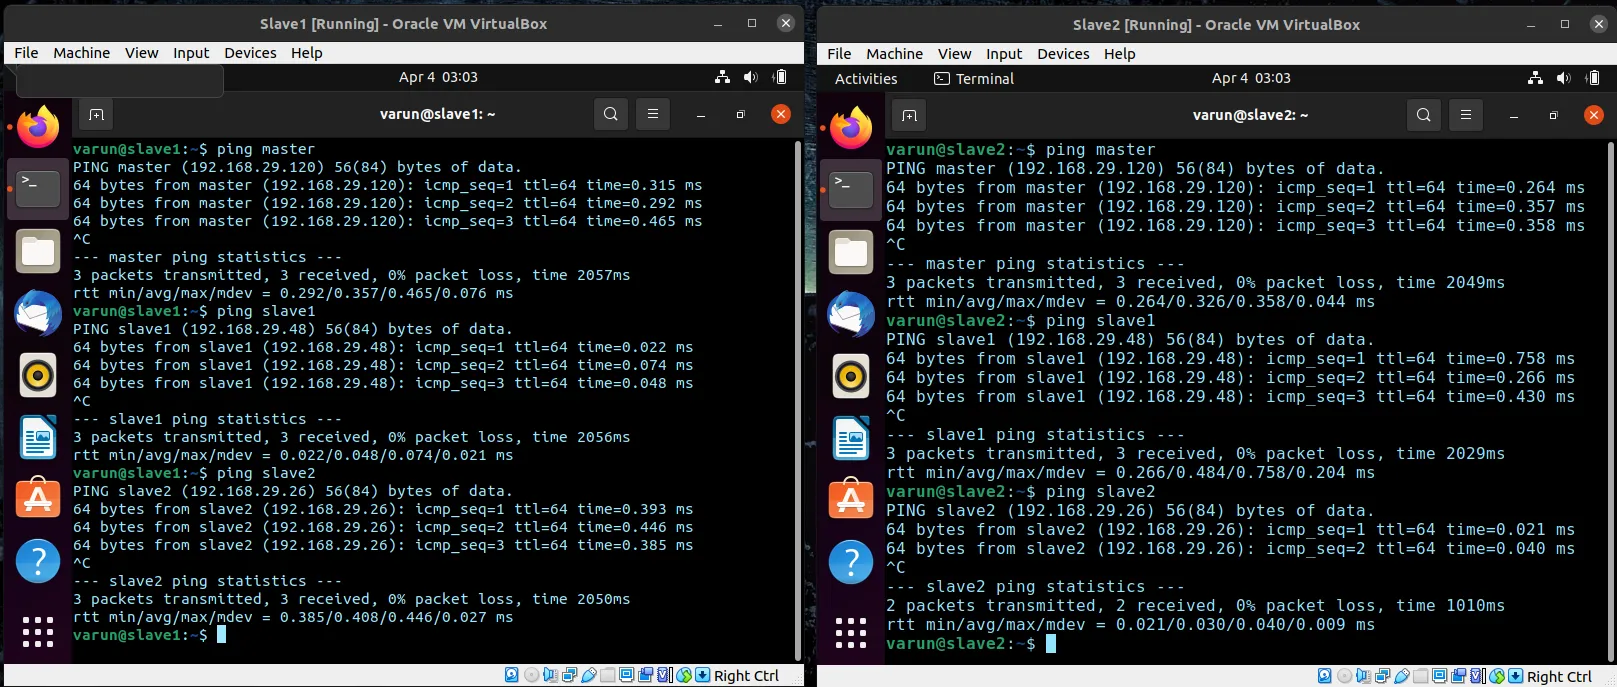 Slave1 [Running] - Oracle VM VirtualBox
File Machine View Input Devices Help
Apr 4 03:03
varun@slave1: ~
varun@slave1:~$ ping master
PING master (192.168.29.120) 56(84) bytes of data.
64 bytes from master (192.168.29.120): icmp_seq=1 ttl=64 time=0.315 ms
64 bytes from master (192.168.29.120): icmp_seq=2 ttl=64 time=0.292 ms
64 bytes from master (192.168.29.120): icmp_seq=3 ttl=64 time=0.465 ms
^C
--- master ping statistics ---
3 packets transmitted, 3 received, 0% packet loss, time 2057ms
rtt min/avg/max/mdev = 0.292/0.357/0.465/0.076 ms
varun@slave1:~$ ping slave1
PING slave1 (192.168.29.48) 56(84) bytes of data.
64 bytes from slave1 (192.168.29.48): icmp_seq=1 ttl=64 time=0.022 ms
64 bytes from slave1 (192.168.29.48): icmp_seq=2 ttl=64 time=0.074 ms
64 bytes from slave1 (192.168.29.48): icmp_seq=3 ttl=64 time=0.048 ms
^C
--- slave1 ping statistics ---
3 packets transmitted, 3 received, 0% packet loss, time 2056ms
rtt min/avg/max/mdev = 0.022/0.048/0.074/0.021 ms
varun@slave1:~$ ping slave2
PING slave2 (192.168.29.26) 56(84) bytes of data.
64 bytes from slave2 (192.168.29.26): icmp_seq=1 ttl=64 time=0.393 ms
64 bytes from slave2 (192.168.29.26): icmp_seq=2 ttl=64 time=0.446 ms
64 bytes from slave2 (192.168.29.26): icmp_seq=3 ttl=64 time=0.385 ms
^C
--- slave2 ping statistics ---
3 packets transmitted, 3 received, 0% packet loss, time 2050ms
rtt min/avg/max/mdev = 0.385/0.408/0.446/0.027 ms
varun@slave1:~$
Right Ctrl
Slave2 [Running] - Oracle VM VirtualBox
File Machine View Input Devices Help
Activities Terminal Apr 4 03:03
varun@slave2: ~
varun@slave2:~$ ping master
PING master (192.168.29.120) 56(84) bytes of data.
64 bytes from master (192.168.29.120): icmp_seq=1 ttl=64 time=0.264 ms
64 bytes from master (192.168.29.120): icmp_seq=2 ttl=64 time=0.357 ms
64 bytes from master (192.168.29.120): icmp_seq=3 ttl=64 time=0.358 ms
^C
--- master ping statistics ---
3 packets transmitted, 3 received, 0% packet loss, time 2049ms
rtt min/avg/max/mdev = 0.264/0.326/0.358/0.044 ms
varun@slave2:~$ ping slave1
PING slave1 (192.168.29.48) 56(84) bytes of data.
64 bytes from slave1 (192.168.29.48): icmp_seq=1 ttl=64 time=0.758 ms
64 bytes from slave1 (192.168.29.48): icmp_seq=2 ttl=64 time=0.266 ms
64 bytes from slave1 (192.168.29.48): icmp_seq=3 ttl=64 time=0.430 ms
^C
--- slave1 ping statistics ---
3 packets transmitted, 3 received, 0% packet loss, time 2029ms
rtt min/avg/max/mdev = 0.266/0.484/0.758/0.204 ms
varun@slave2:~$ ping slave2
PING slave2 (192.168.29.26) 56(84) bytes of data.
64 bytes from slave2 (192.168.29.26): icmp_seq=1 ttl=64 time=0.021 ms
64 bytes from slave2 (192.168.29.26): icmp_seq=2 ttl=64 time=0.040 ms
^C
--- slave2 ping statistics ---
2 packets transmitted, 2 received, 0% packet loss, time 1010ms
rtt min/avg/max/mdev = 0.021/0.030/0.040/0.009 ms
varun@slave2:~$
Right Ctrl